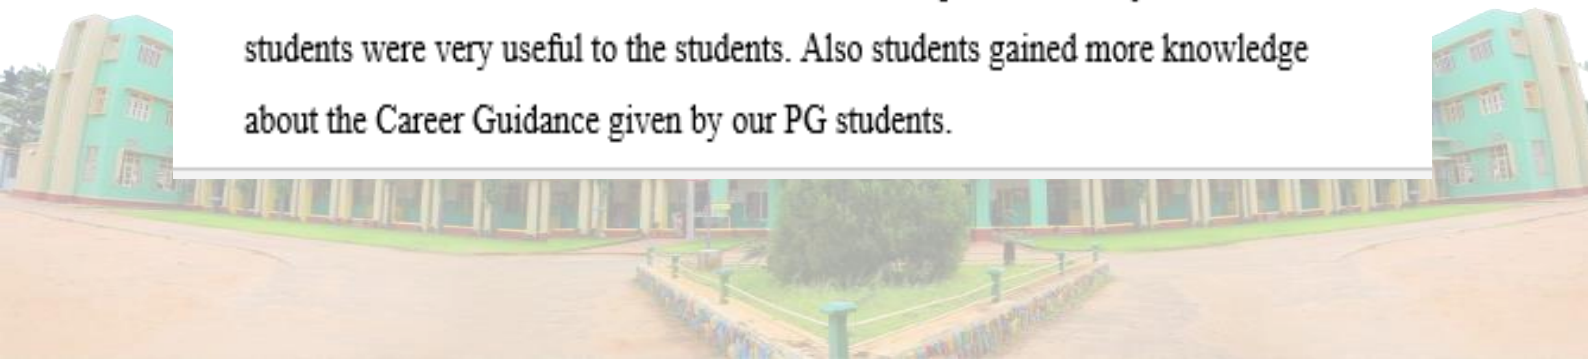 students were very useful to the students. Also students gained more knowledge
about the Career Guidance given by our PG students.